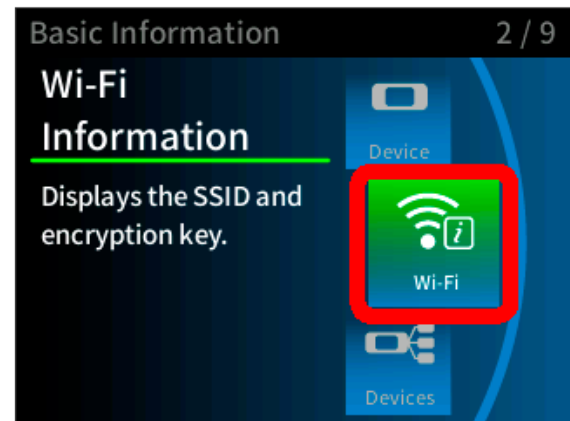 Basic Information 2 / 9
Wi-Fi
Information
Displays the SSID and
encryption key.
Device
i
Wi-Fi
Devices